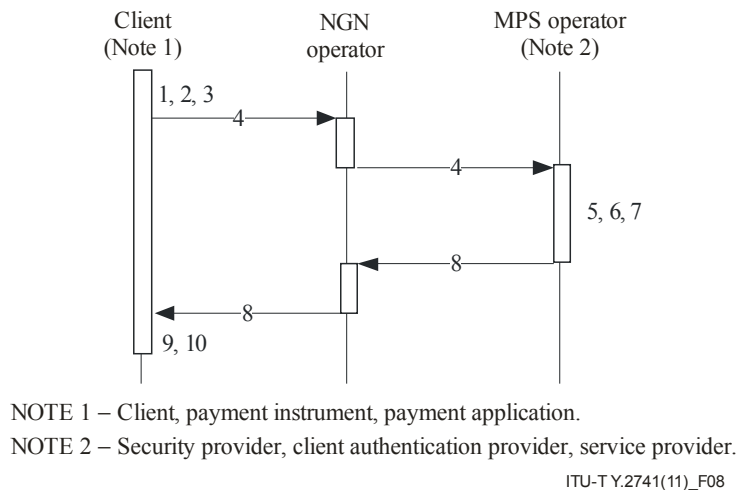 Client
(Note 1)
NGN
operator
MPS operator
(Note 2)
1, 2, 3
4
4
5, 6, 7
8
8
9, 10
NOTE 1 – Client, payment instrument, payment application.
NOTE 2 – Security provider, client authentication provider, service provider.
ITU-T Y.2741(11)_F08